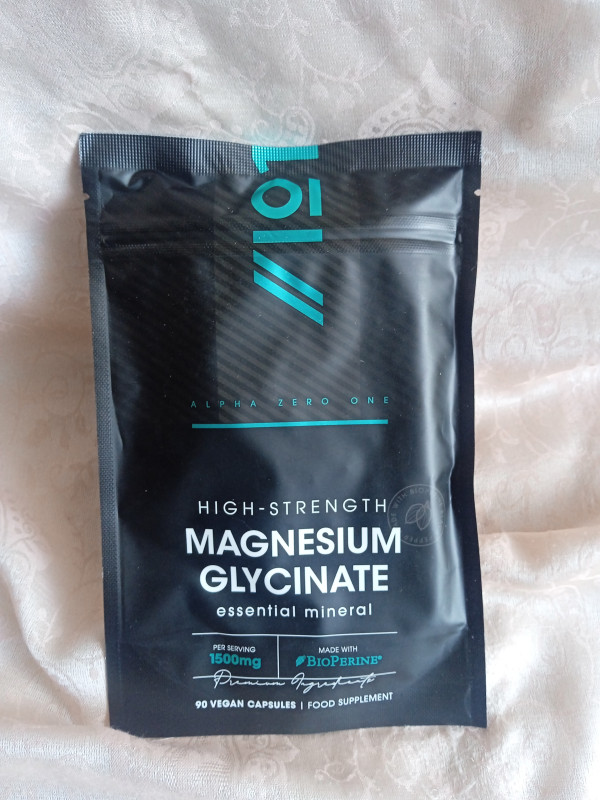 //101
ALPHA ZERO ONE
HIGH-STRENGTH
MAGNESIUM
GLYCINATE
essential mineral
PER SERVING
1500mg
MADE WITH
BIOPERINE®
Premium Ingredients
90 VEGAN CAPSULES | FOOD SUPPLEMENT